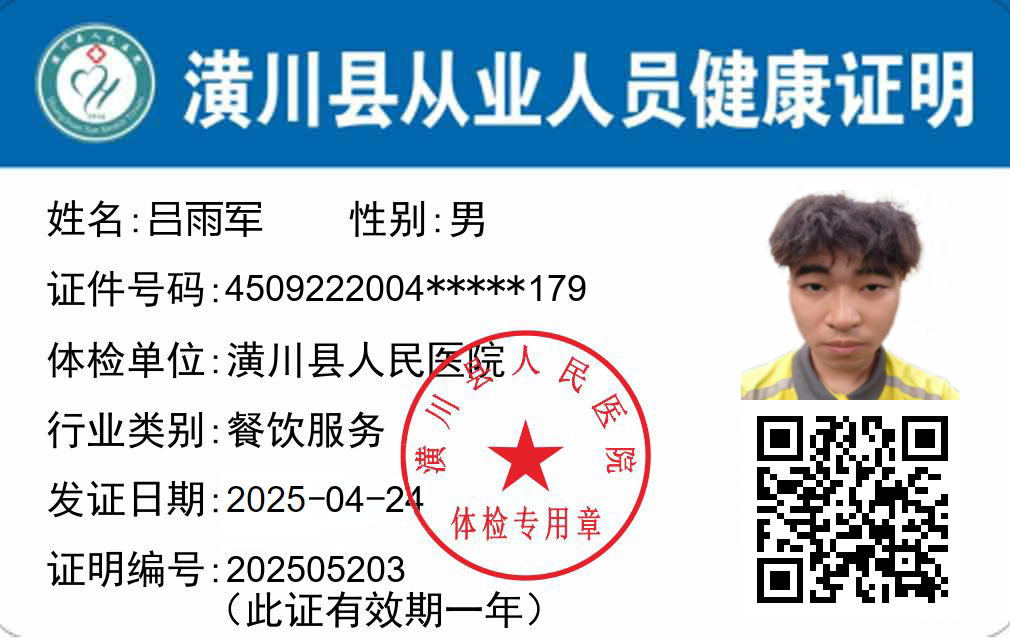 潢川县从业人员健康证明
姓名:吕雨军 性别:男
证件号码:4509222004*****179
体检单位:潢川县人民医院
行业类别:餐饮服务
发证日期:2025-04-24
证明编号:202505203
（此证有效期一年）
潢川县人民医院
体检专用章